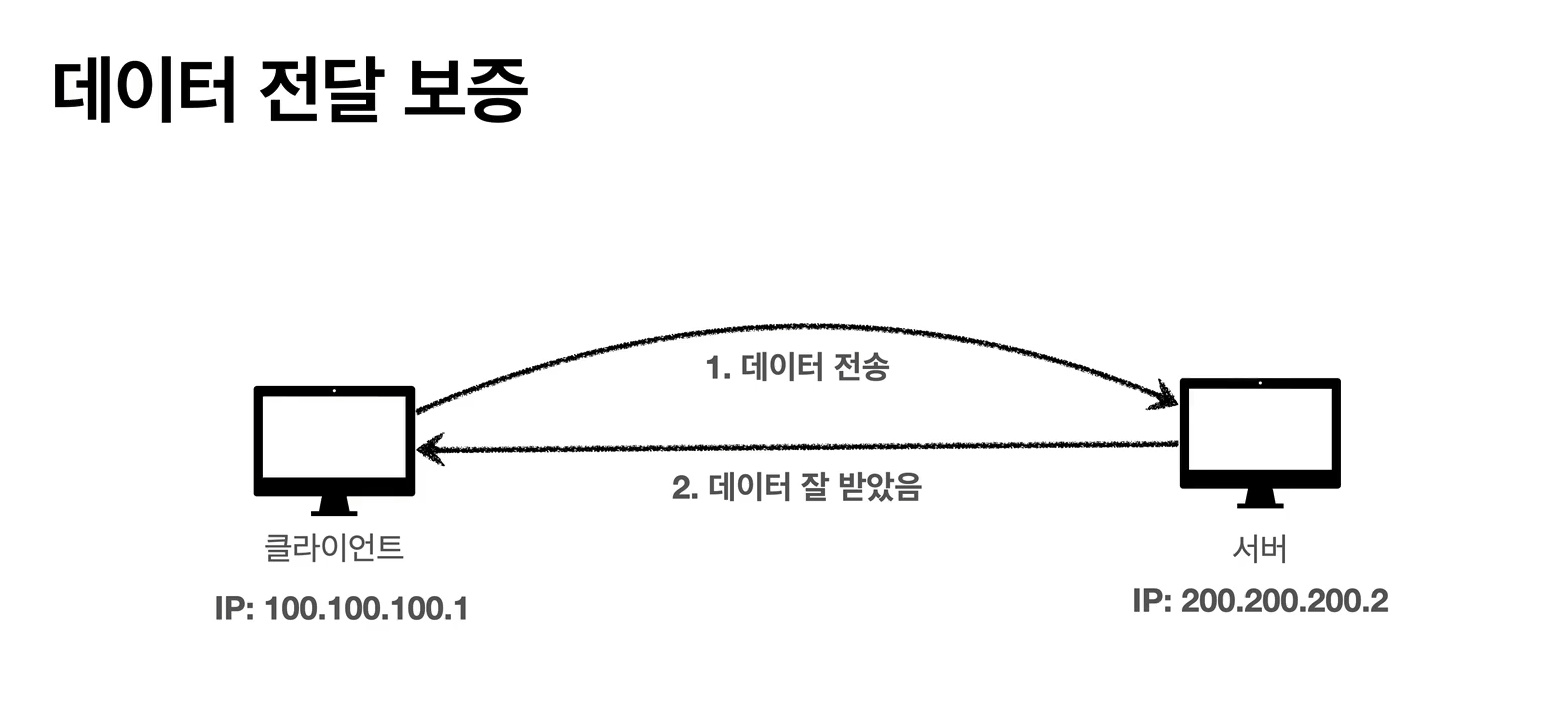 데이터 전달 보증
1. 데이터 전송
2. 데이터 잘 받았음
클라이언트
IP: 100.100.100.1
서버
IP: 200.200.200.2